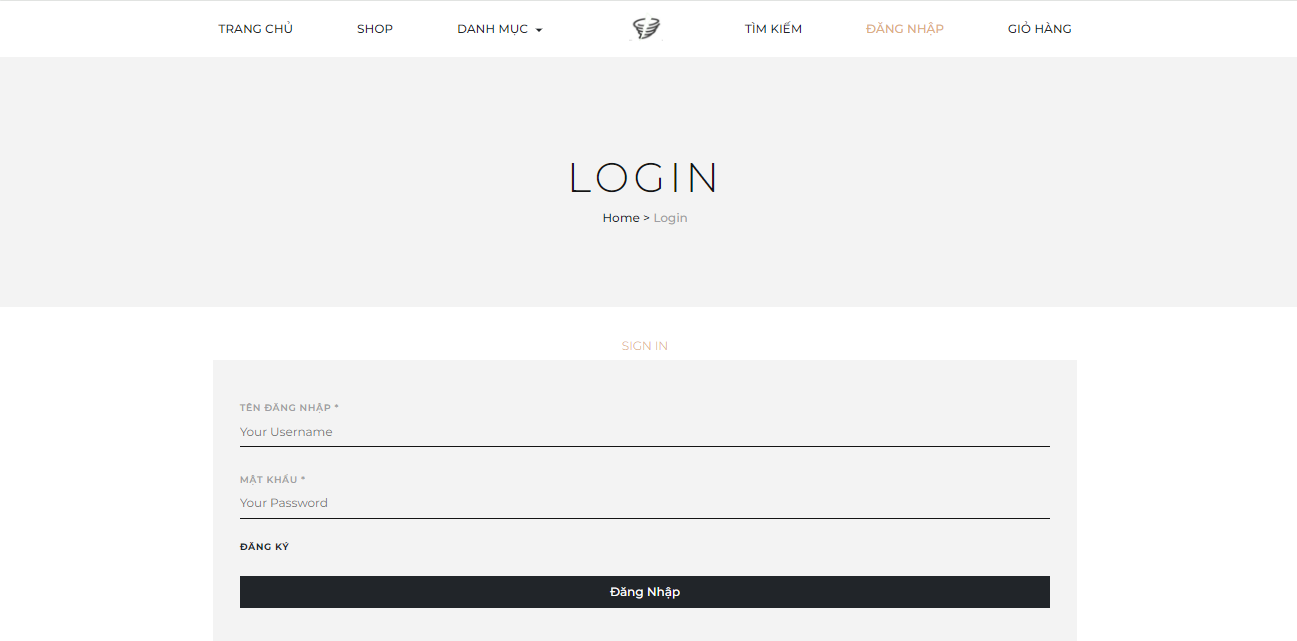 TRANG CHỦ SHOP DANH MỤC TÌM KIẾM ĐĂNG NHẬP GIỎ HÀNG
LOGIN
Home > Login
SIGN IN
TÊN ĐĂNG NHẬP *
Your Username
MẬT KHẨU *
Your Password
ĐĂNG KÝ
Đăng Nhập